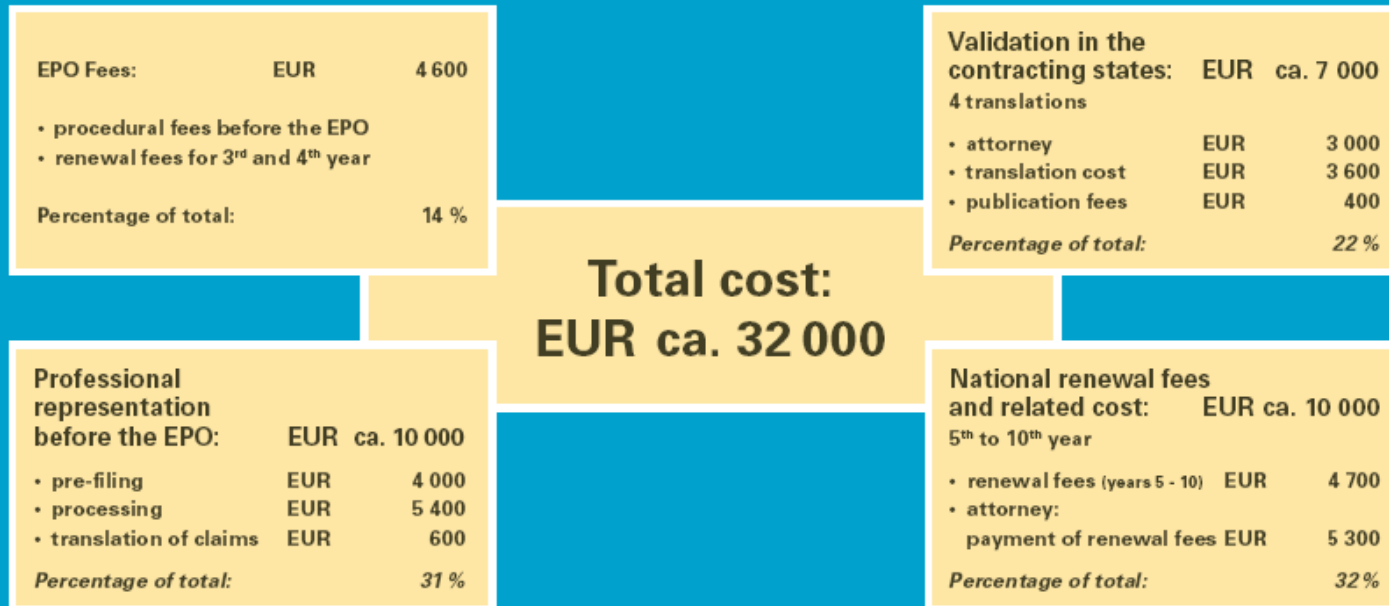 EPO Fees: EUR 4 600
• procedural fees before the EPO
• renewal fees for 3rd and 4th year
Percentage of total: 14 %
Validation in the
contracting states: EUR ca. 7 000
4 translations
• attorney EUR 3 000
• translation cost EUR 3 600
• publication fees EUR 400
Percentage of total: 22 %
Total cost:
EUR ca. 32 000
Professional
representation
before the EPO: EUR ca. 10 000
• pre-filing EUR 4 000
• processing EUR 5 400
• translation of claims EUR 600
Percentage of total: 31 %
National renewal fees
and related cost: EUR ca. 10 000
5th to 10th year
• renewal fees (years 5 - 10) EUR 4 700
• attorney:
payment of renewal fees EUR 5 300
Percentage of total: 32 %